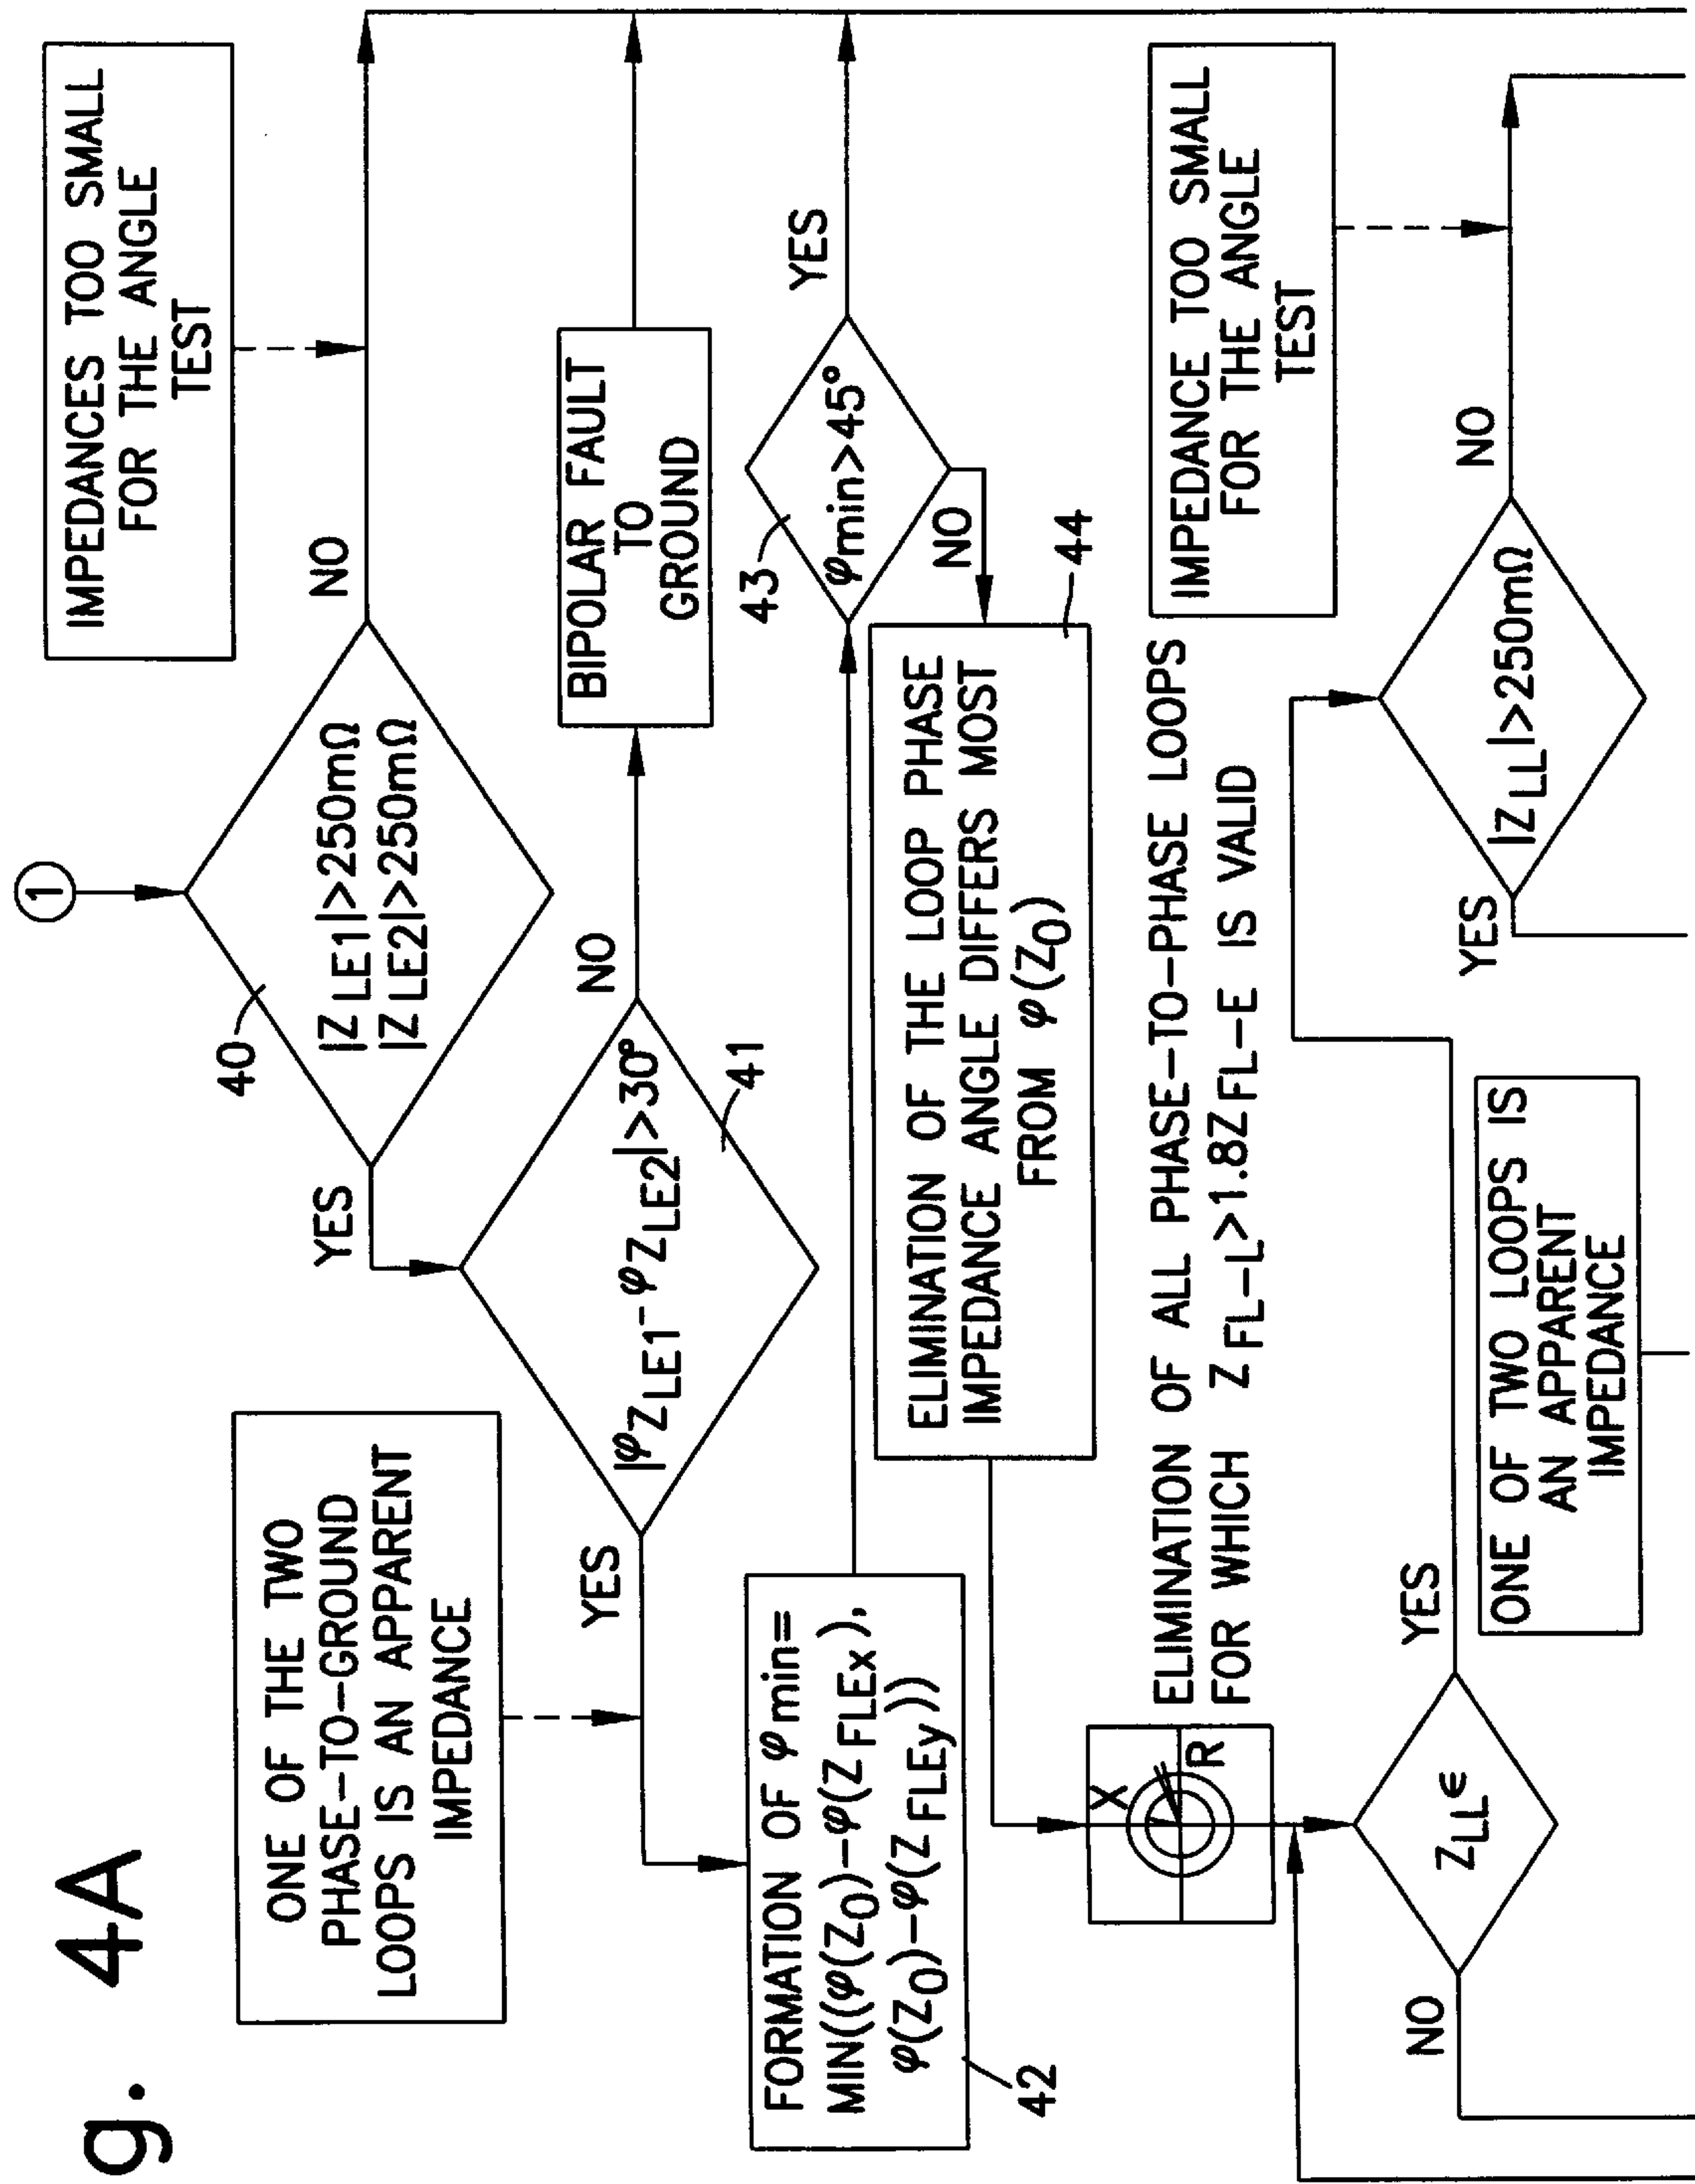 g. 4A
1
IMPEDANCES TOO SMALL
FOR THE ANGLE
TEST
40
|Z LE1|>250mΩ
|Z LE2|>250mΩ
NO
YES
ONE OF THE TWO
PHASE-TO-GROUND
LOOPS IS AN APPARENT
IMPEDANCE
|φZLE1-φZLE2|>30°
41
NO
BIPOLAR FAULT
TO
GROUND
YES
FORMATION OF φmin=
MIN((φ(Z0)-φ(ZFLEx),
φ(Z0)-φ(ZFLEy))
42
43
φmin>45°
YES
NO
44
ELIMINATION OF THE LOOP PHASE
IMPEDANCE ANGLE DIFFERS MOST
FROM φ(Z0)
X
R
ELIMINATION OF ALL PHASE-TO-PHASE LOOPS
FOR WHICH ZFL-L>1.8ZFL-E IS VALID
IMPEDANCE TOO SMALL
FOR THE ANGLE
TEST
ZLL ϵ
NO
YES
ONE OF TWO LOOPS IS
AN APPARENT
IMPEDANCE
|Z LL|>250mΩ
YES
NO